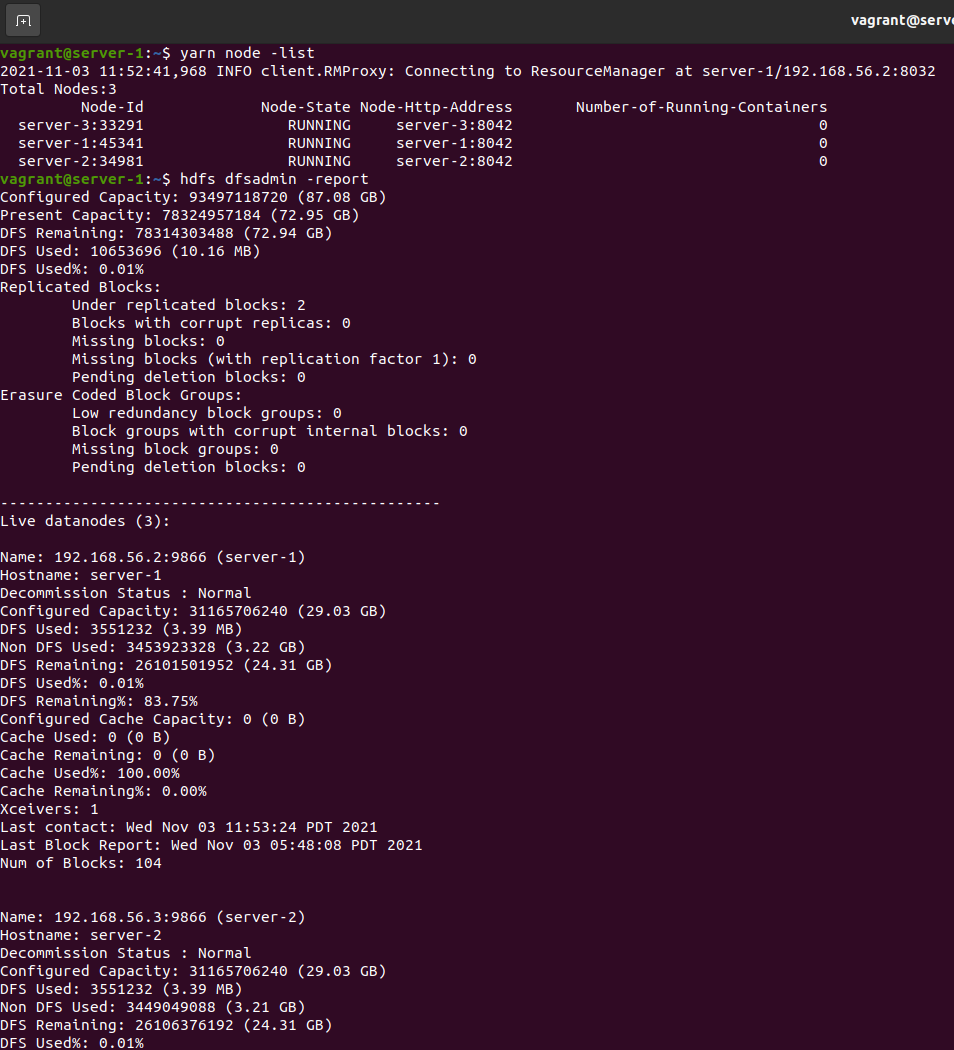 vagrant@serve
vagrant@server-1:~$ yarn node -list
2021-11-03 11:52:41,968 INFO client.RMProxy: Connecting to ResourceManager at server-1/192.168.56.2:8032
Total Nodes:3
         Node-Id             Node-State Node-Http-Address       Number-of-Running-Containers
  server-3:33291                RUNNING     server-3:8042                                  0
  server-1:45341                RUNNING     server-1:8042                                  0
  server-2:34981                RUNNING     server-2:8042                                  0
vagrant@server-1:~$ hdfs dfsadmin -report
Configured Capacity: 93497118720 (87.08 GB)
Present Capacity: 78324957184 (72.95 GB)
DFS Remaining: 78314303488 (72.94 GB)
DFS Used: 10653696 (10.16 MB)
DFS Used%: 0.01%
Replicated Blocks:
        Under replicated blocks: 2
        Blocks with corrupt replicas: 0
        Missing blocks: 0
        Missing blocks (with replication factor 1): 0
        Pending deletion blocks: 0
Erasure Coded Block Groups:
        Low redundancy block groups: 0
        Block groups with corrupt internal blocks: 0
        Missing block groups: 0
        Pending deletion blocks: 0
-------------------------------------------------
Live datanodes (3):
Name: 192.168.56.2:9866 (server-1)
Hostname: server-1
Decommission Status : Normal
Configured Capacity: 31165706240 (29.03 GB)
DFS Used: 3551232 (3.39 MB)
Non DFS Used: 3453923328 (3.22 GB)
DFS Remaining: 26101501952 (24.31 GB)
DFS Used%: 0.01%
DFS Remaining%: 83.75%
Configured Cache Capacity: 0 (0 B)
Cache Used: 0 (0 B)
Cache Remaining: 0 (0 B)
Cache Used%: 100.00%
Cache Remaining%: 0.00%
Xceivers: 1
Last contact: Wed Nov 03 11:53:24 PDT 2021
Last Block Report: Wed Nov 03 05:48:08 PDT 2021
Num of Blocks: 104
Name: 192.168.56.3:9866 (server-2)
Hostname: server-2
Decommission Status : Normal
Configured Capacity: 31165706240 (29.03 GB)
DFS Used: 3551232 (3.39 MB)
Non DFS Used: 3449049088 (3.21 GB)
DFS Remaining: 26106376192 (24.31 GB)
DFS Used%: 0.01%